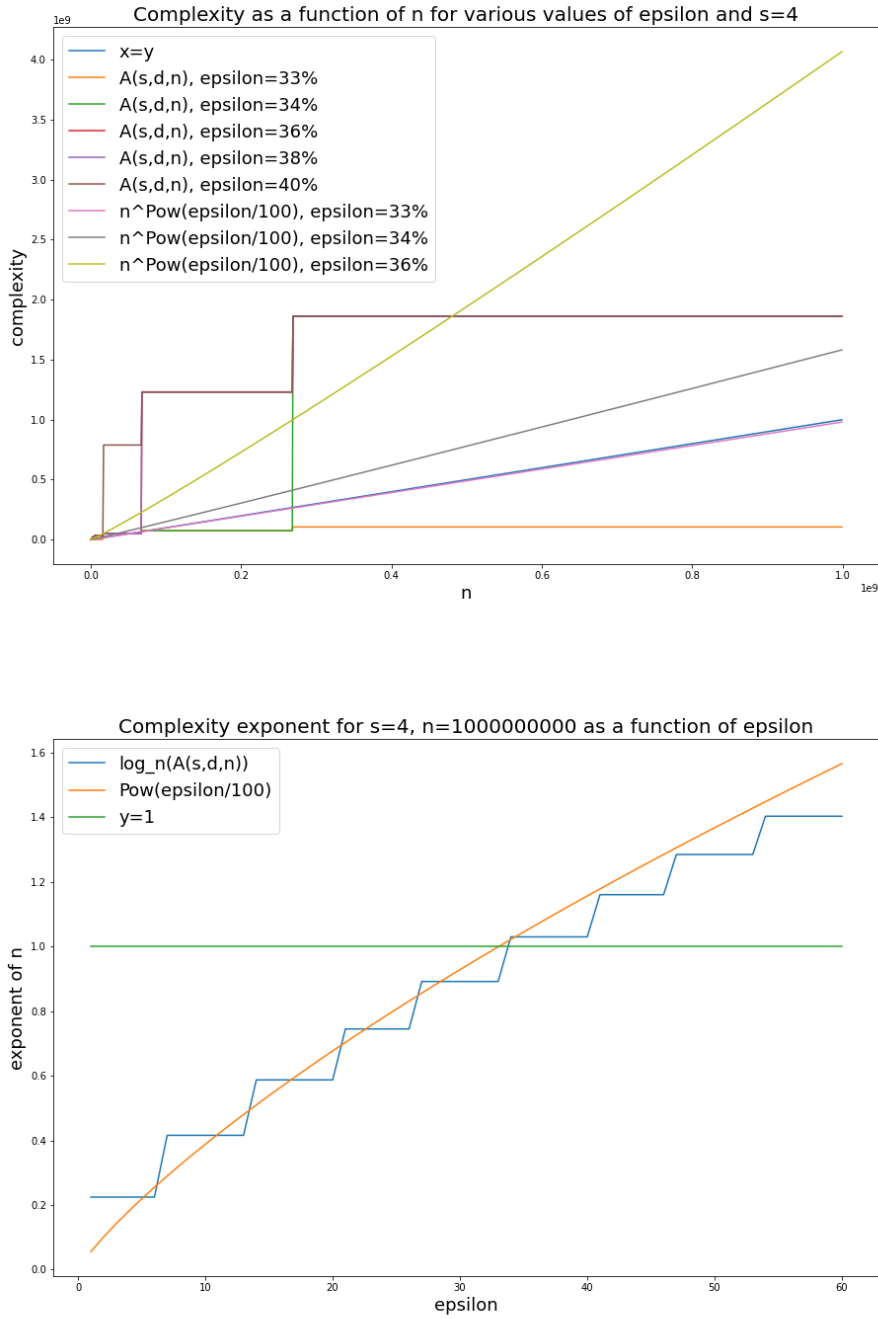 Complexity as a function of n for various values of epsilon and s=4
1e9
x=y
A(s,d,n), epsilon=33%
A(s,d,n), epsilon=34%
A(s,d,n), epsilon=36%
A(s,d,n), epsilon=38%
A(s,d,n), epsilon=40%
n^Pow(epsilon/100), epsilon=33%
n^Pow(epsilon/100), epsilon=34%
n^Pow(epsilon/100), epsilon=36%
4.0
3.5
3.0
2.5
2.0
1.5
1.0
0.5
0.0
complexity
0.0 0.2 0.4 0.6 0.8 1.0
1e9
n
Complexity exponent for s=4, n=1000000000 as a function of epsilon
log_n(A(s,d,n))
Pow(epsilon/100)
y=1
1.6
1.4
1.2
1.0
0.8
0.6
0.4
0.2
0.0
exponent of n
0 10 20 30 40 50 60
epsilon